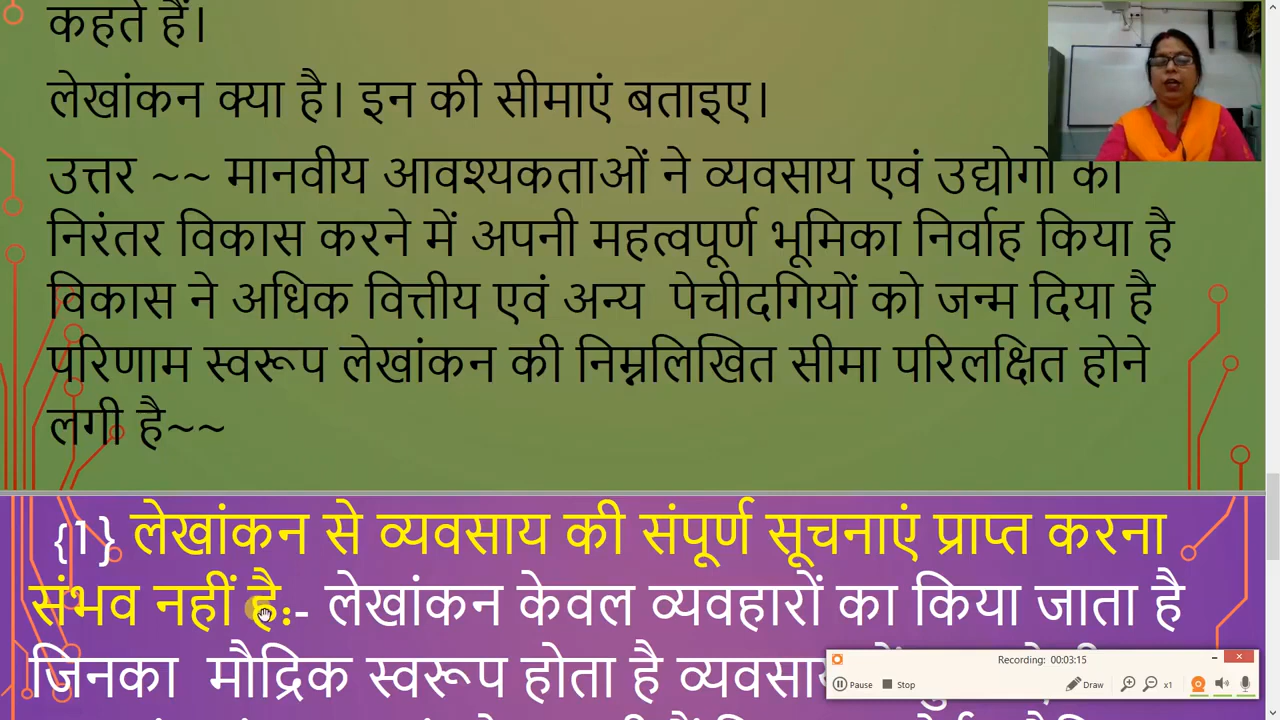 कहते हैं।
लेखांकन क्या है। इन की सीमाएं बताइए।
उत्तर ~~ मानवीय आवश्यकताओं ने व्यवसाय एवं उद्योगो का
निरंतर विकास करने में अपनी महत्वपूर्ण भूमिका निर्वाह किया है
विकास ने अधिक वित्तीय एवं अन्य पेचीदगियों को जन्म दिया है
परिणाम स्वरूप लेखांकन की निम्नलिखित सीमा परिलक्षित होने
लगी है~~
{1} लेखांकन से व्यवसाय की संपूर्ण सूचनाएं प्राप्त करना
संभव नहीं हैः- लेखांकन केवल व्यवहारों का किया जाता है
जिनका मौद्रिक स्वरूप होता है
Recording: 00:03:15
Pause Stop Draw x1